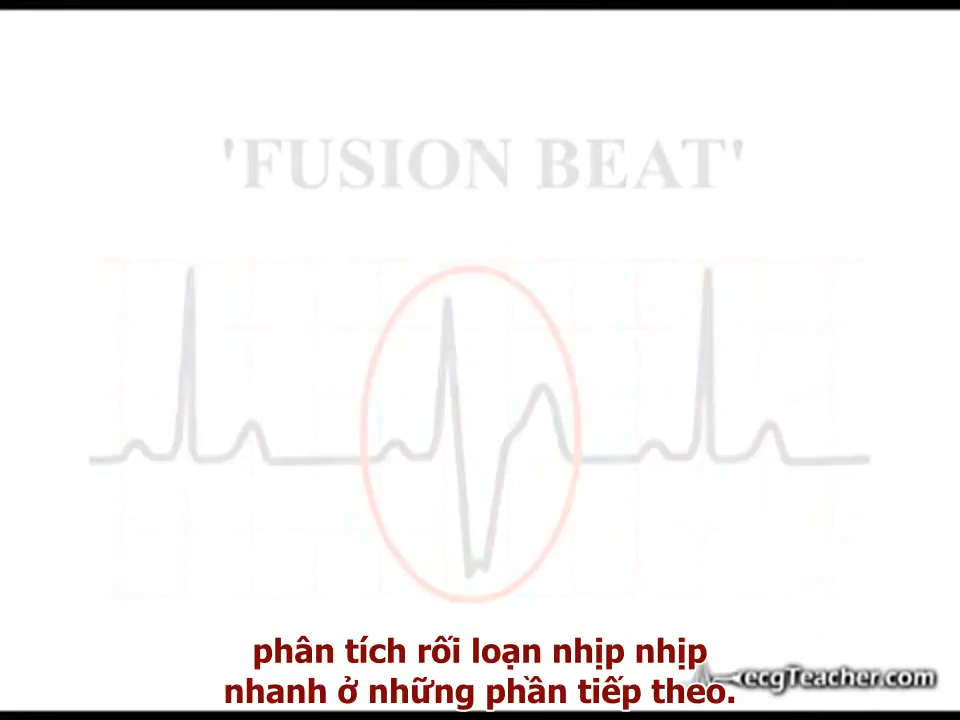 'FUSION BEAT'
phân tích rối loạn nhịp nhịp
nhanh ở những phần tiếp theo.
ecgTeacher.com